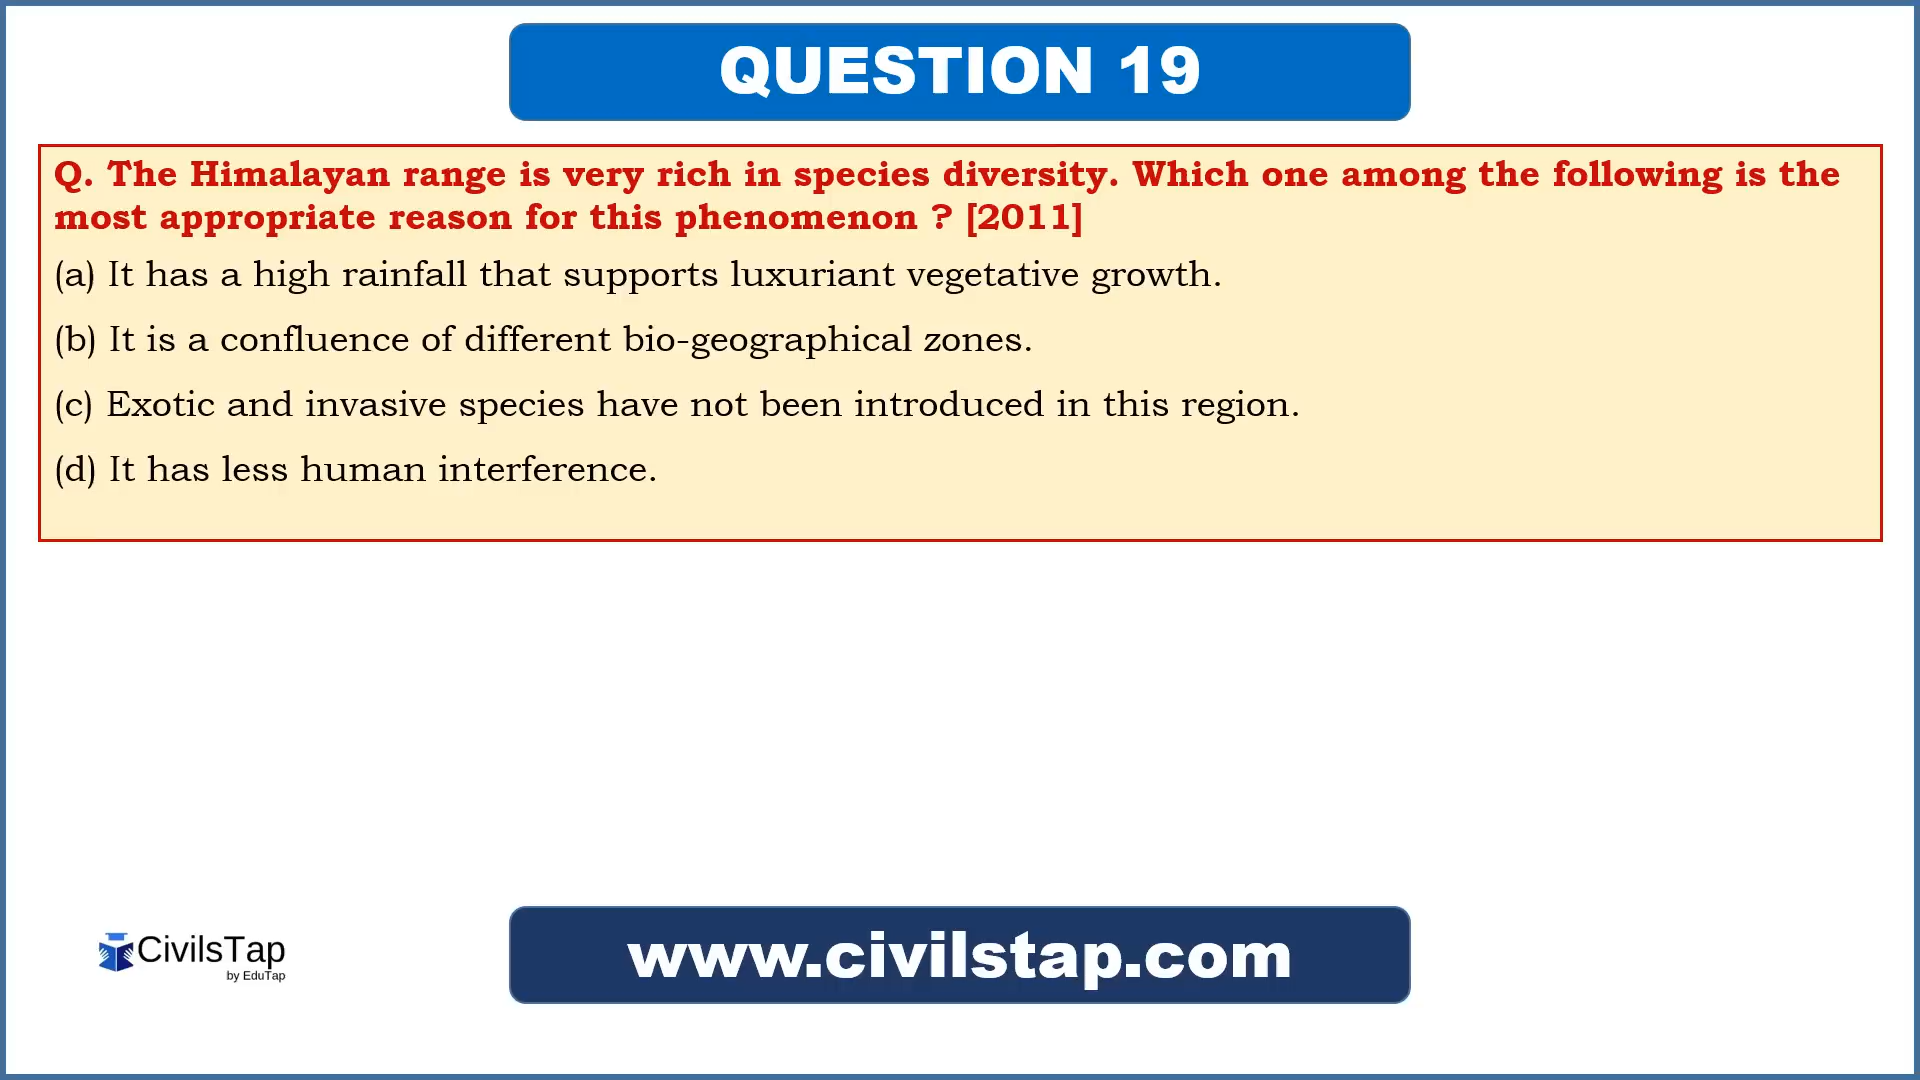 QUESTION 19
Q. The Himalayan range is very rich in species diversity. Which one among the following is the
most appropriate reason for this phenomenon ? [2011]
(a) It has a high rainfall that supports luxuriant vegetative growth.
(b) It is a confluence of different bio-geographical zones.
(c) Exotic and invasive species have not been introduced in this region.
(d) It has less human interference.
CivilsTap
by EduTap
www.civilstap.com